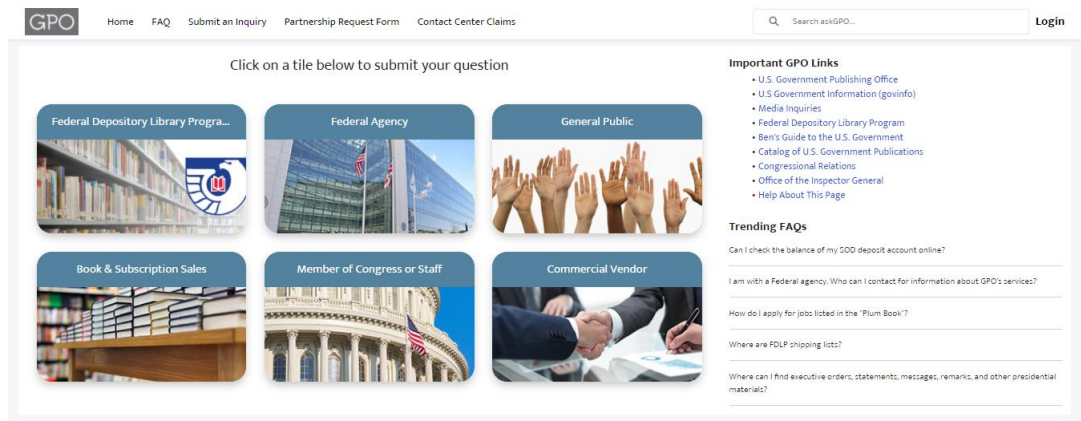 GPO Home FAQ Submit an Inquiry Partnership Request Form Contact Center Claims Search askGPO... Login
Click on a tile below to submit your question
Federal Depository Library Progra...
Federal Agency
General Public
Book & Subscription Sales
Member of Congress or Staff
Commercial Vendor
Important GPO Links
• U.S. Government Publishing Office
• U.S Government Information (govinfo)
• Media Inquiries
• Federal Depository Library Program
• Ben's Guide to the U.S. Government
• Catalog of U.S. Government Publications
• Congressional Relations
• Office of the Inspector General
• Help About This Page
Trending FAQs
Can I check the balance of my SOD deposit account online?
I am with a Federal agency. Who can I contact for information about GPO's services?
How do I apply for jobs listed in the "Plum Book"?
Where are FDLP shipping lists?
Where can I find executive orders, statements, messages, remarks, and other presidential
materials?